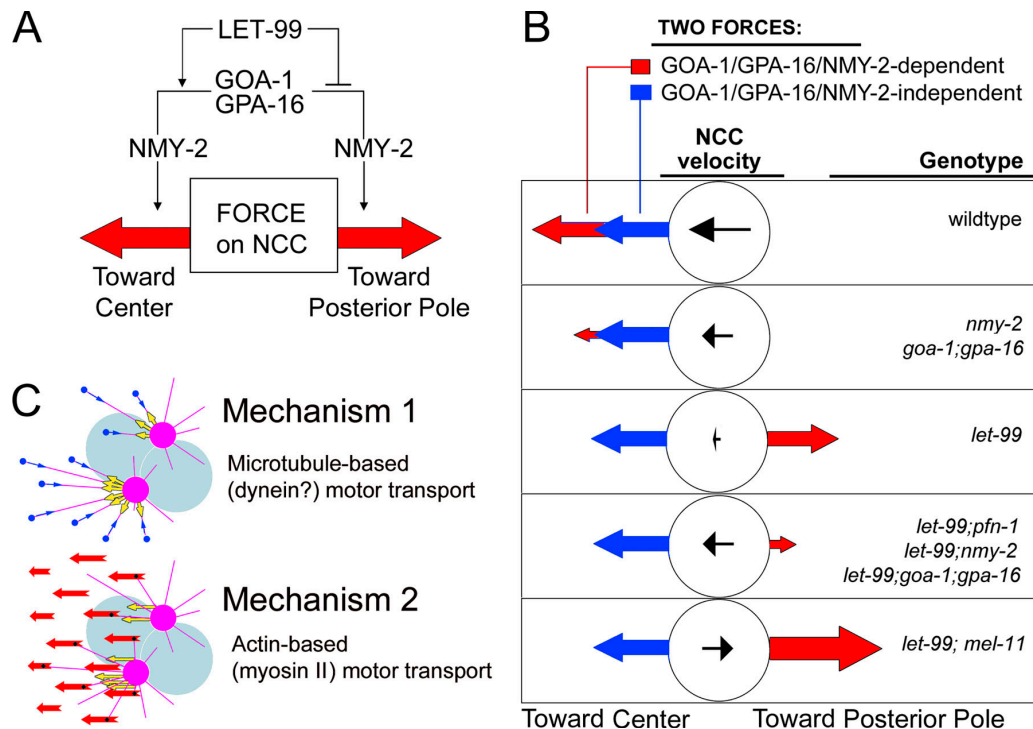 A
LET-99
GOA-1
GPA-16
NMY-2
NMY-2
FORCE
on NCC
Toward
Center
Toward
Posterior Pole
B
TWO FORCES:
GOA-1/GPA-16/NMY-2-dependent
GOA-1/GPA-16/NMY-2-independent
NCC
velocity
Genotype
wildtype
nmy-2
goa-1;gpa-16
let-99
let-99;pfn-1
let-99;nmy-2
let-99;goa-1;gpa-16
let-99; mel-11
Toward Center
Toward Posterior Pole
C
Mechanism 1
Microtubule-based
(dynein?) motor transport
Mechanism 2
Actin-based
(myosin II) motor transport